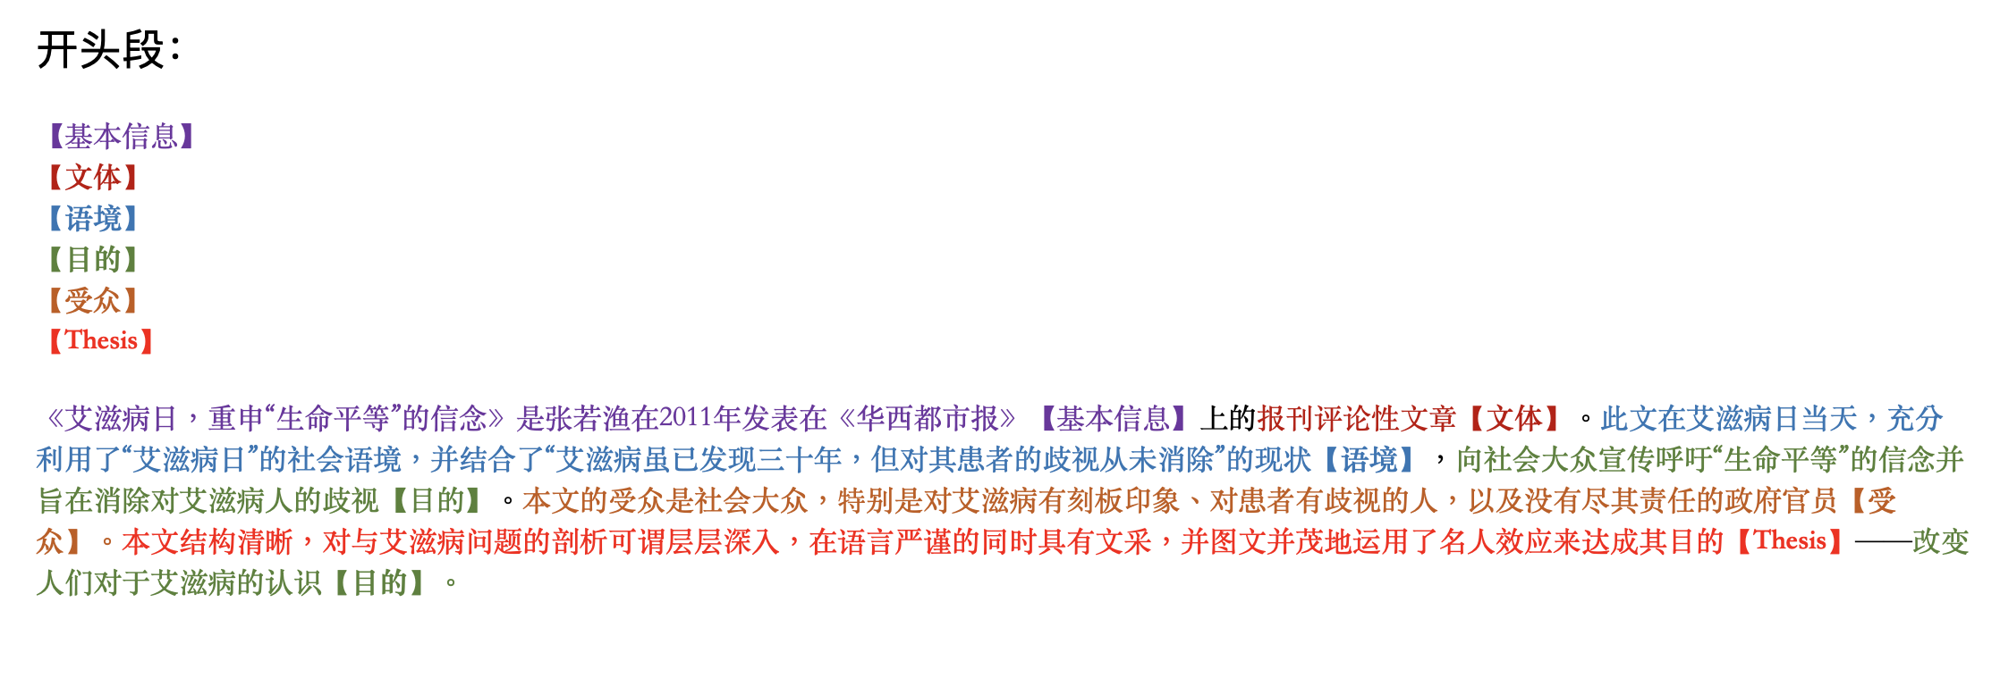 开头段：
【基本信息】
【文体】
【语境】
【目的】
【受众】
【Thesis】
《艾滋病日，重申“生命平等”的信念》是张若渔在2011年发表在《华西都市报》【基本信息】上的报刊评论性文章【文体】。此文在艾滋病日当天，充分
利用了“艾滋病日”的社会语境，并结合了“艾滋病虽已发现三十年，但对其患者的歧视从未消除”的现状【语境】，向社会大众宣传呼吁“生命平等”的信念并
旨在消除对艾滋病人的歧视【目的】。本文的受众是社会大众，特别是对艾滋病有刻板印象、对患者有歧视的人，以及没有尽其责任的政府官员【受
众】。本文结构清晰，对与艾滋病问题的剖析可谓层层深入，在语言严谨的同时具有文采，并图文并茂地运用了名人效应来达成其目的【Thesis】——改变
人们对于艾滋病的认识【目的】。